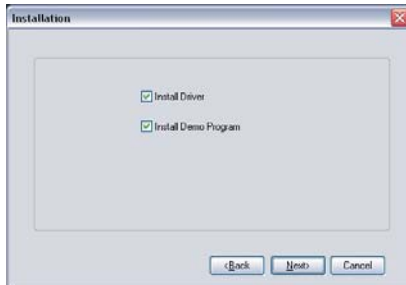 Installation
Install Driver
Install Demo Program
<Back Next> Cancel